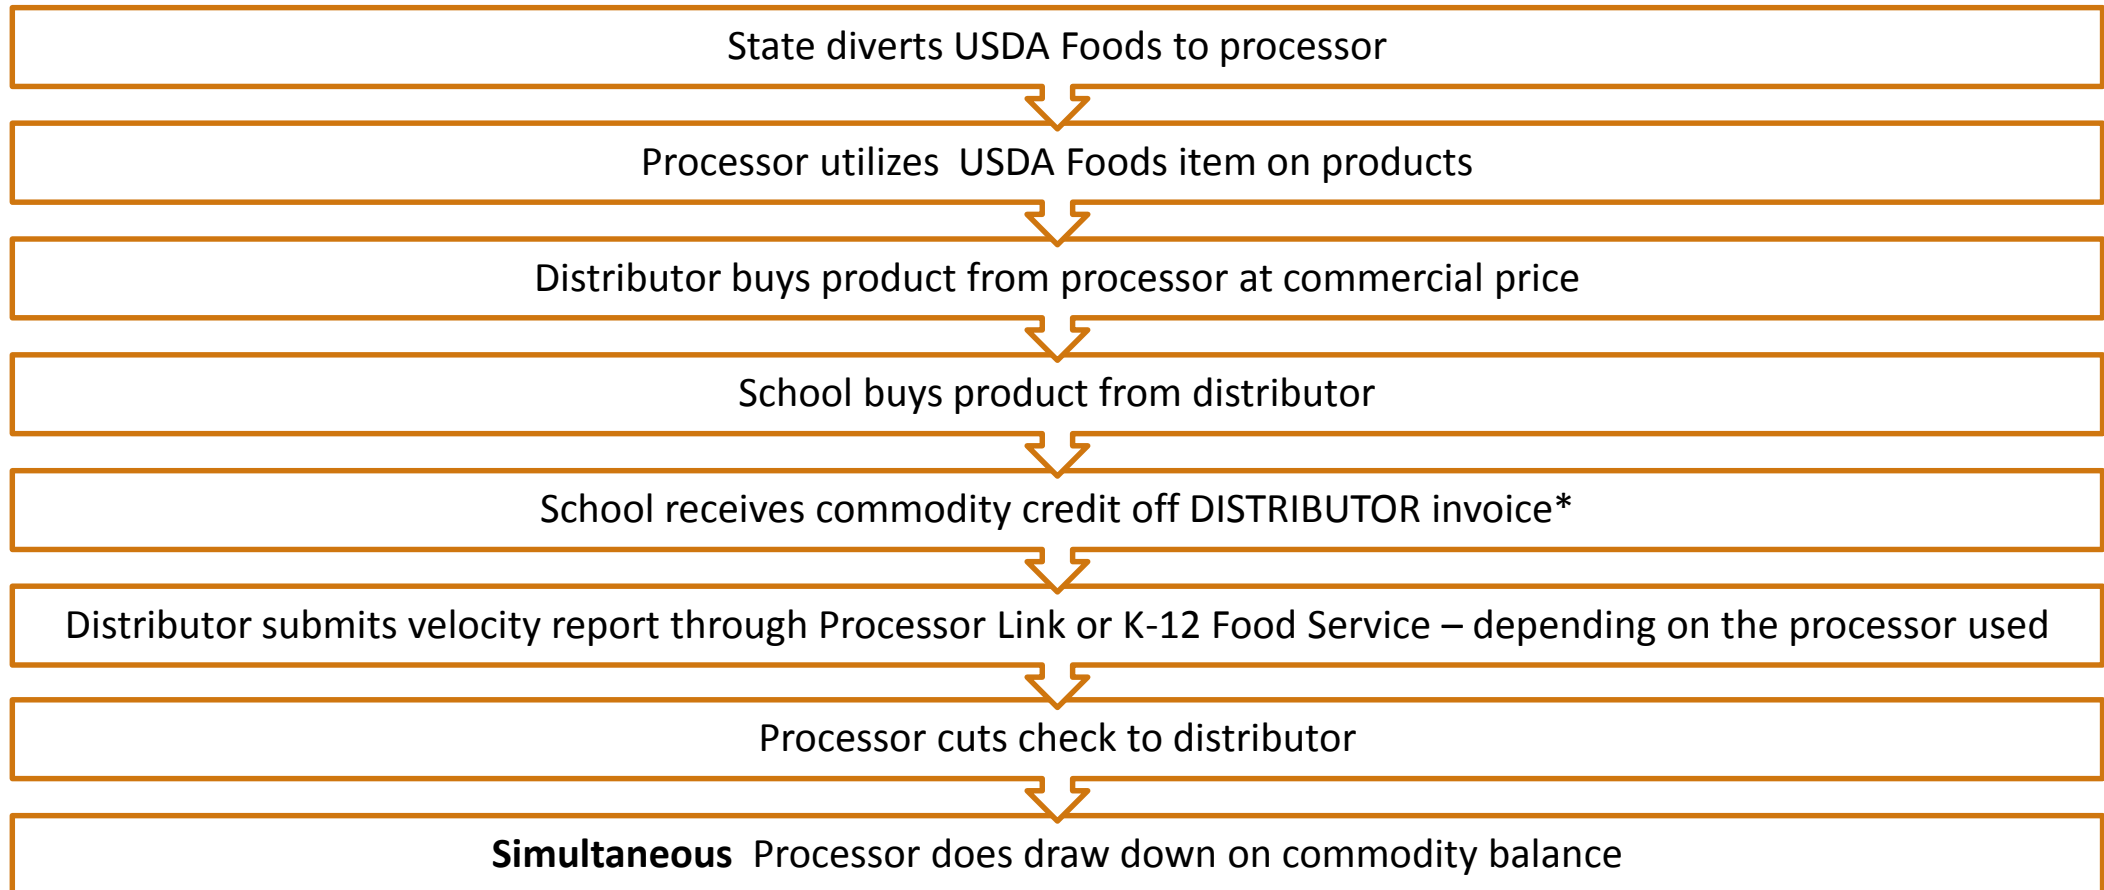 State diverts USDA Foods to processor
Processor utilizes  USDA Foods item on products
Distributor buys product from processor at commercial price
School buys product from distributor
School receives commodity credit off DISTRIBUTOR invoice*
Distributor submits velocity report through Processor Link or K-12 Food Service – depending on the processor used
Processor cuts check to distributor
Simultaneous  Processor does draw down on commodity balance